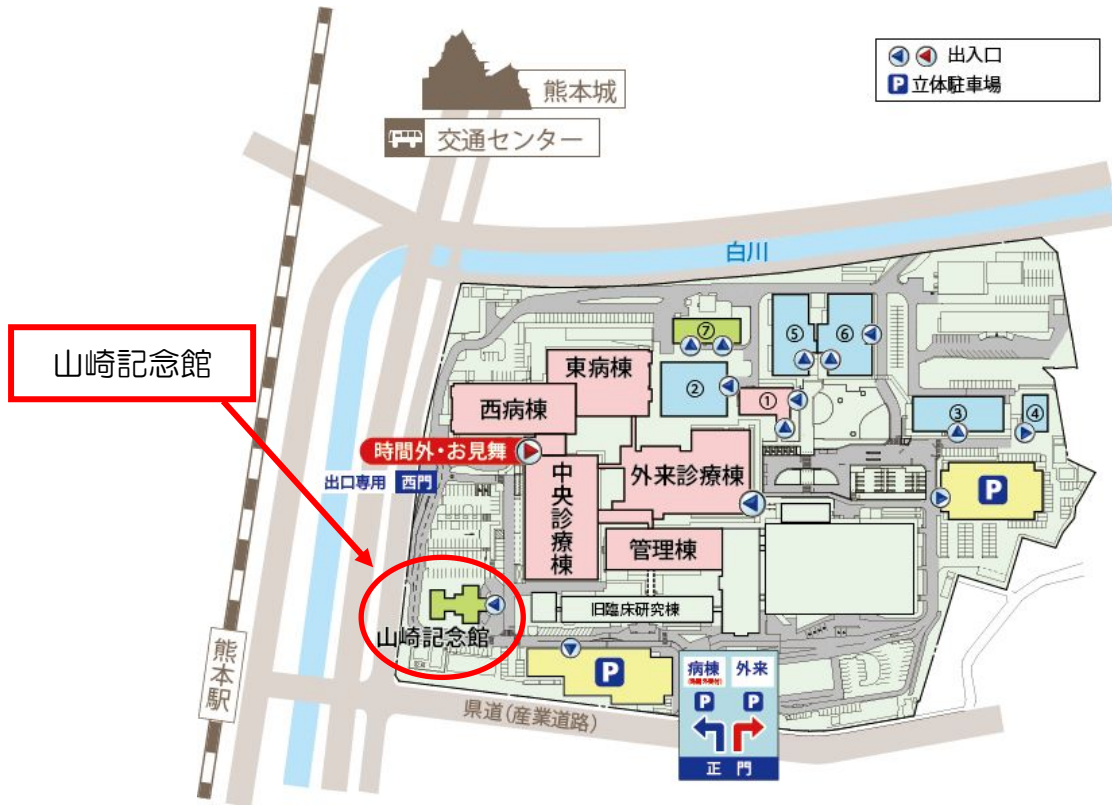 出入口
P 立体駐車場
熊本城
交通センター
白川
山崎記念館
⑦
⑤
⑥
東病棟
②
①
西病棟
③
④
時間外・お見舞
中央診療棟
外来診療棟
出口専用 西門
P
管理棟
旧臨床研究棟
山崎記念館
P
熊本駅
県道(産業道路)
病棟 外来
P P
正門